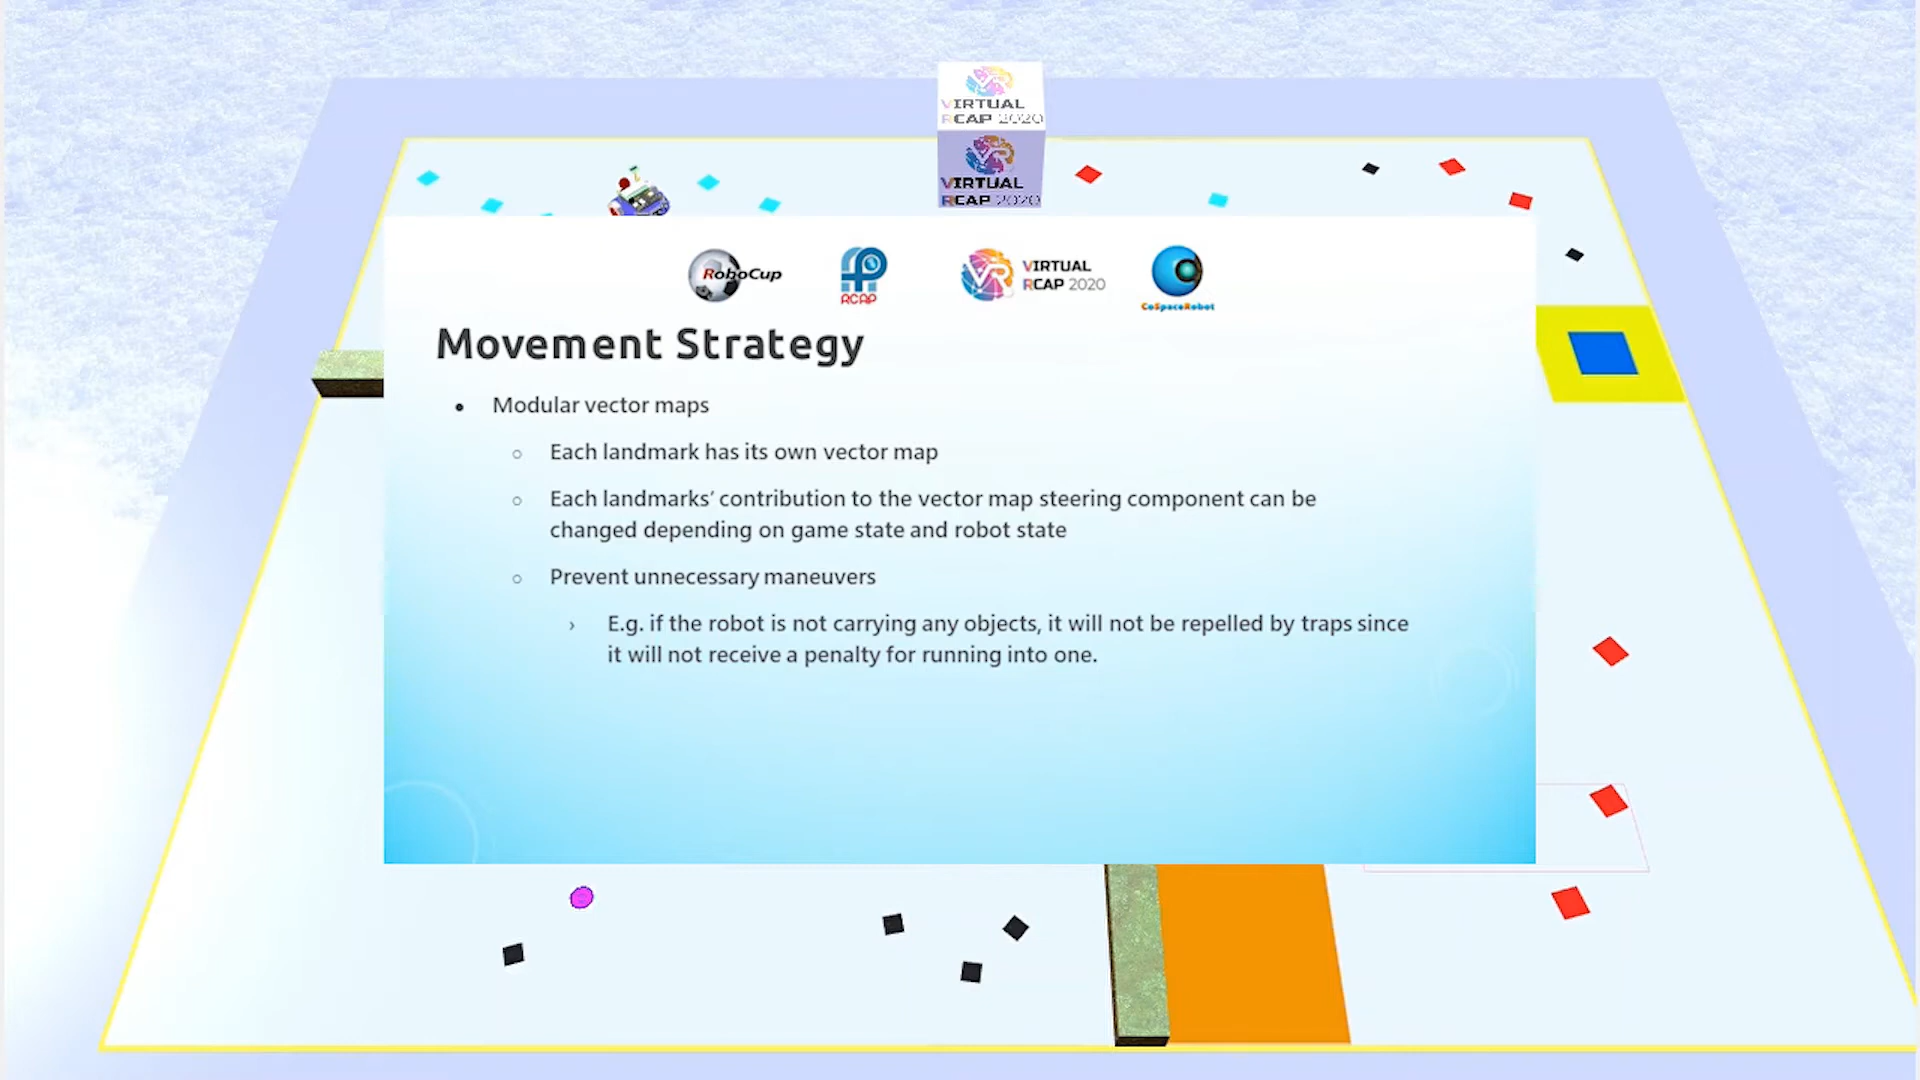 VIRTUAL
RCAP 2020
VIRTUAL
RCAP 2020
RoboCup
RCAP
VIRTUAL
RCAP 2020
CoSpaceRobot
Movement Strategy
Modular vector maps
Each landmark has its own vector map
Each landmarks’ contribution to the vector map steering component can be
changed depending on game state and robot state
Prevent unnecessary maneuvers
E.g. if the robot is not carrying any objects, it will not be repelled by traps since
it will not receive a penalty for running into one.